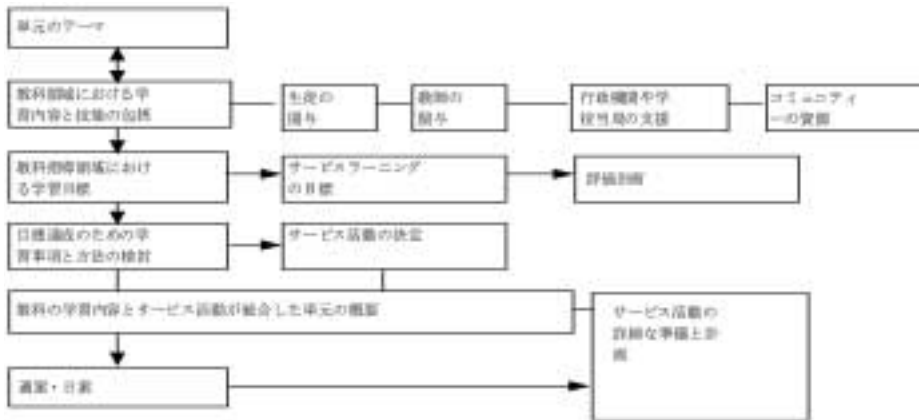 単元のテーマ
教科領域における学
習内容と技能の包括
生徒の
関与
教師の
関与
行政機関や学
校当局の支援
コミュニティ
ーの資源
教科指導領域におけ
る学習目標
サービスラーニング
の目標
評価計画
目標達成のための学
習事項と方法の検討
サービス活動の決定
教科の学習内容とサービス活動が統合した単元の概要
サービス活動の
詳細な準備と計
画
週案・日案